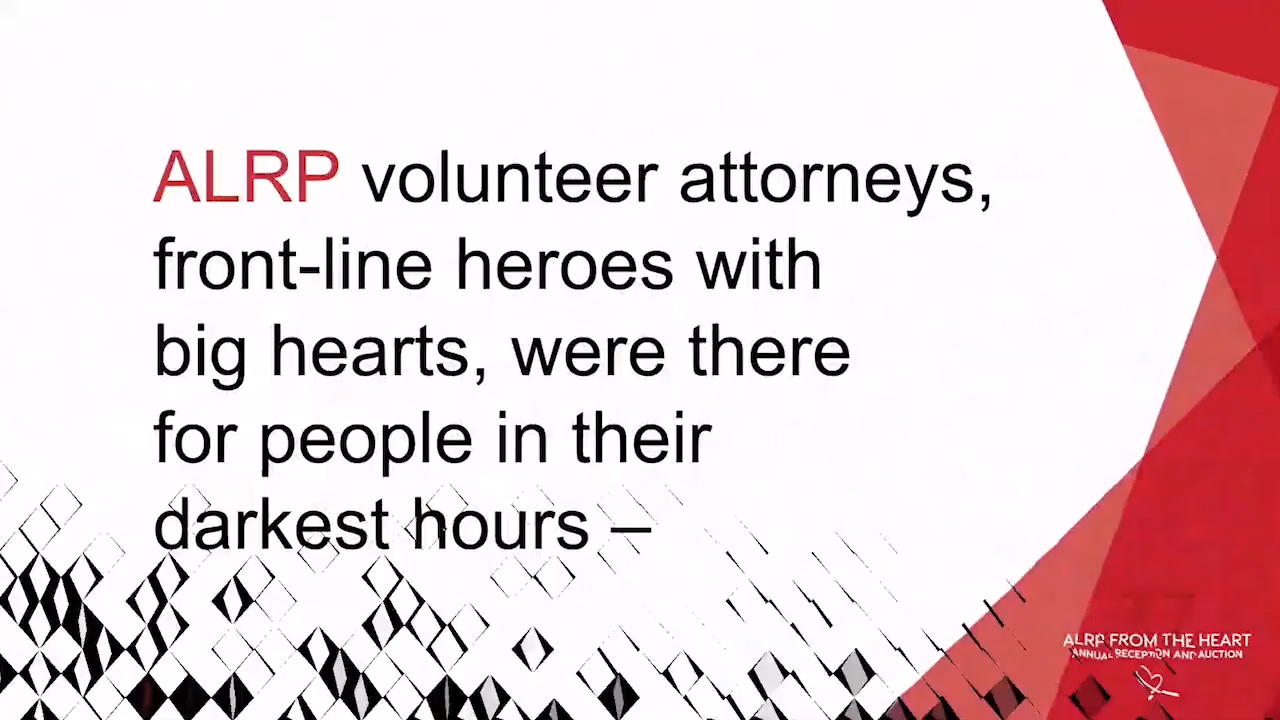 ALRP volunteer attorneys,
front-line heroes with
big hearts, were there
for people in their
darkest hours –
ALRP FROM THE HEART
ANNUAL RECEPTION AND AUCTION